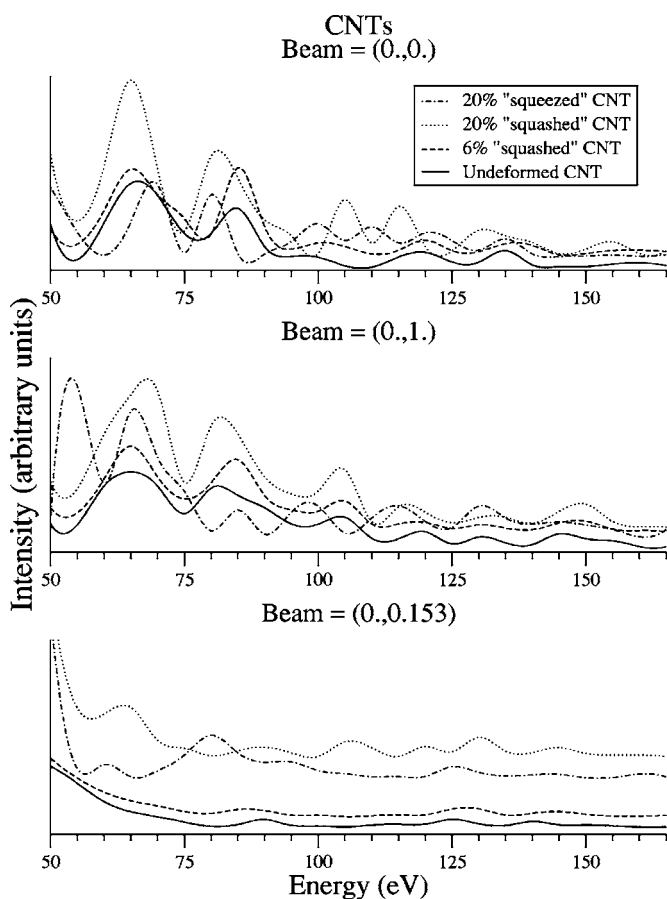 CNTs
Beam = (0.,0.)
20% "squeezed" CNT
20% "squashed" CNT
6% "squashed" CNT
Undeformed CNT
50 75 100 125 150
Beam = (0.,1.)
Intensity (arbitrary units)
50 75 100 125 150
Beam = (0.,0.153)
50 75 100 125 150
Energy (eV)